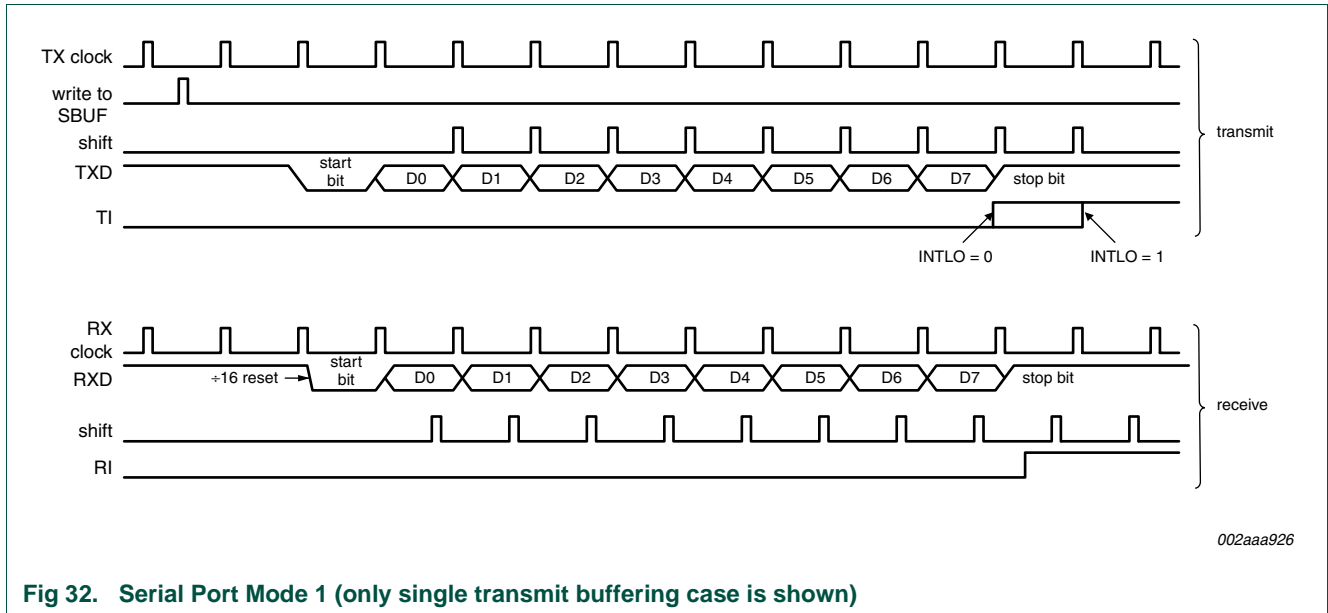 TX clock
write to
SBUF
shift
TXD
start
bit
D0 D1 D2 D3 D4 D5 D6 D7 stop bit
TI
INTLO = 0 INTLO = 1
transmit
RX
clock
RXD
÷16 reset
start
bit
D0 D1 D2 D3 D4 D5 D6 D7 stop bit
shift
RI
receive
002aaa926
Fig 32. Serial Port Mode 1 (only single transmit buffering case is shown)